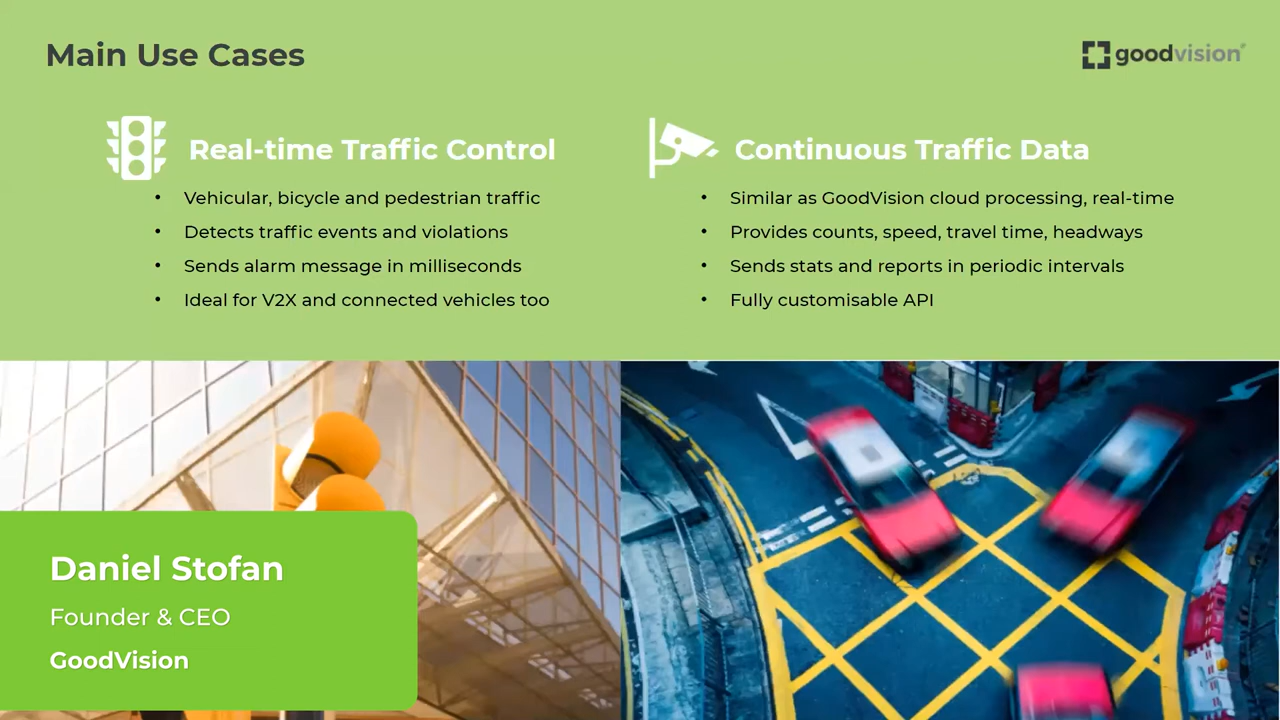 Main Use Cases
goodvision
Real-time Traffic Control
• Vehicular, bicycle and pedestrian traffic
• Detects traffic events and violations
• Sends alarm message in milliseconds
• Ideal for V2X and connected vehicles too
Continuous Traffic Data
• Similar as GoodVision cloud processing, real-time
• Provides counts, speed, travel time, headways
• Sends stats and reports in periodic intervals
• Fully customisable API
Daniel Stofan
Founder & CEO
GoodVision